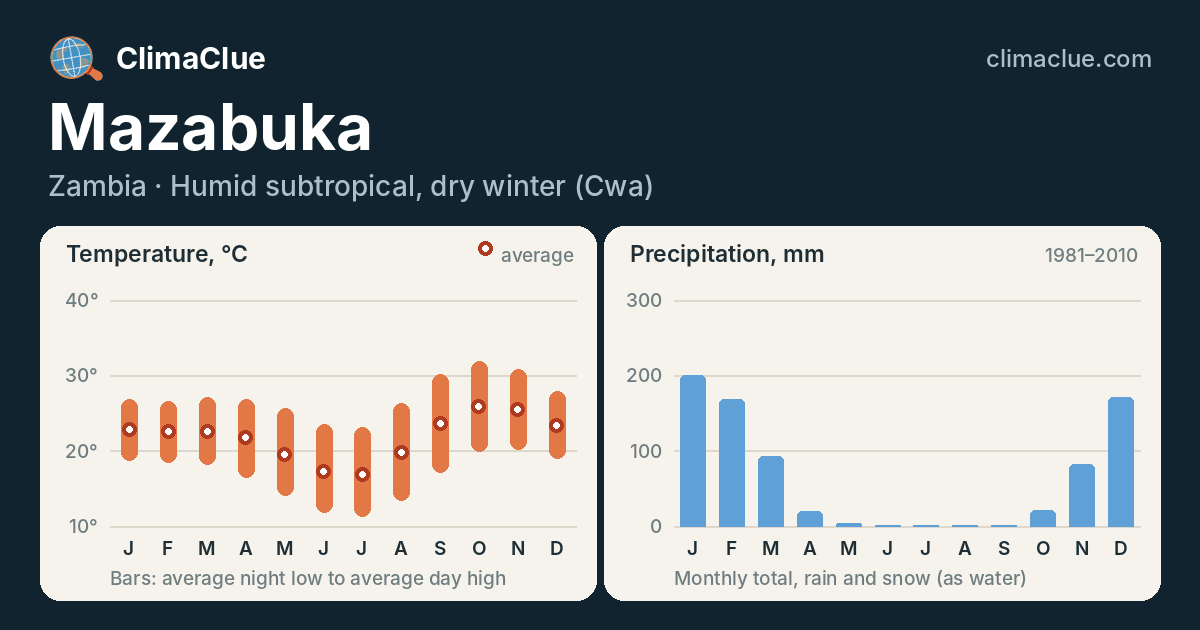 ClimaClue
climaclue.com
Mazabuka
Zambia · Humid subtropical, dry winter (Cwa)
Temperature, °C
average
40°
30°
20°
10°
J F M A M J J A S O N D
Bars: average night low to average day high
Precipitation, mm
1981–2010
300
200
100
0
J F M A M J J A S O N D
Monthly total, rain and snow (as water)